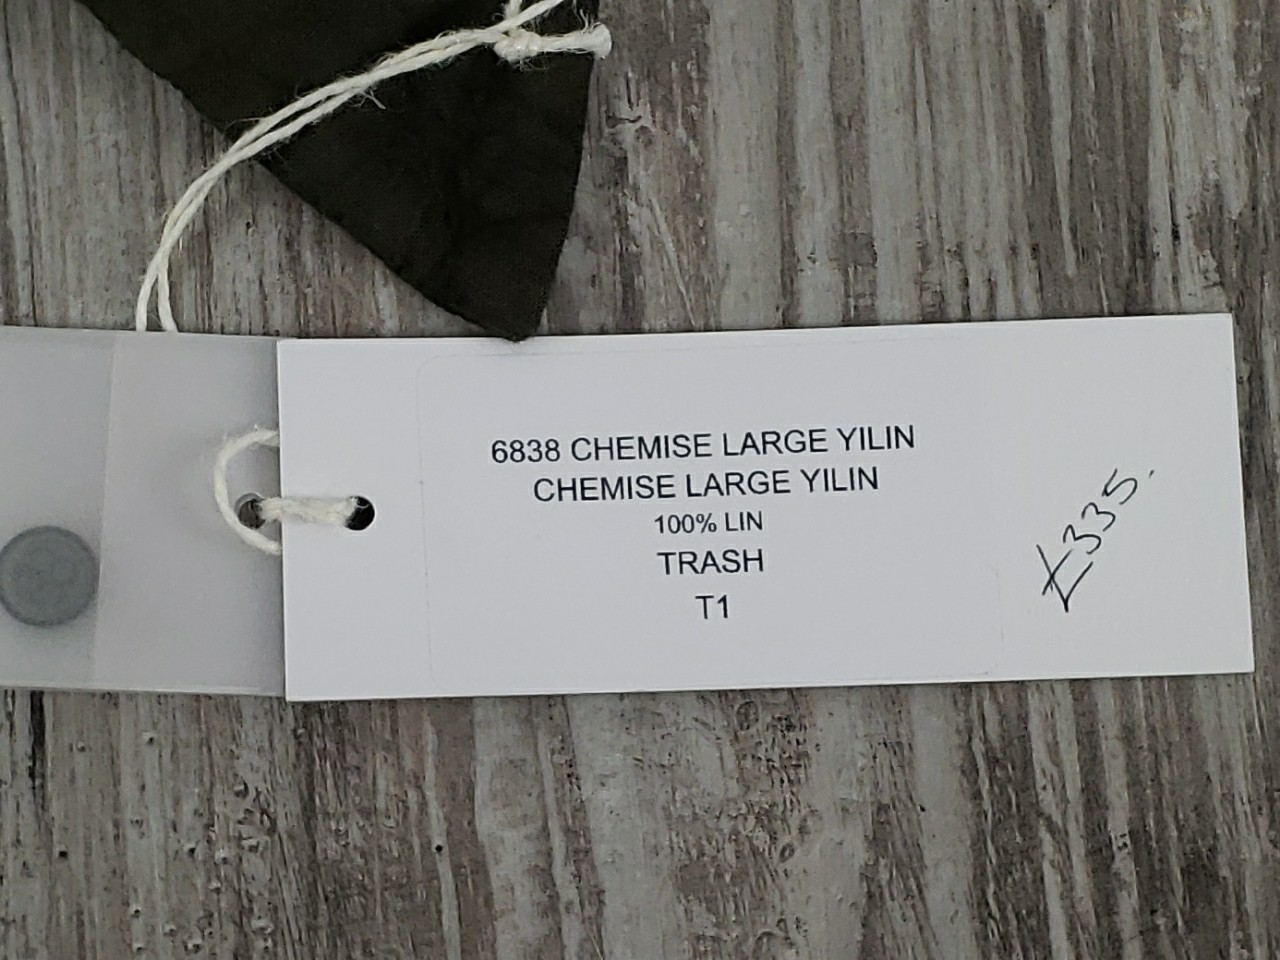 6838 CHEMISE LARGE YILIN
CHEMISE LARGE YILIN
100% LIN
TRASH
T1
£335.